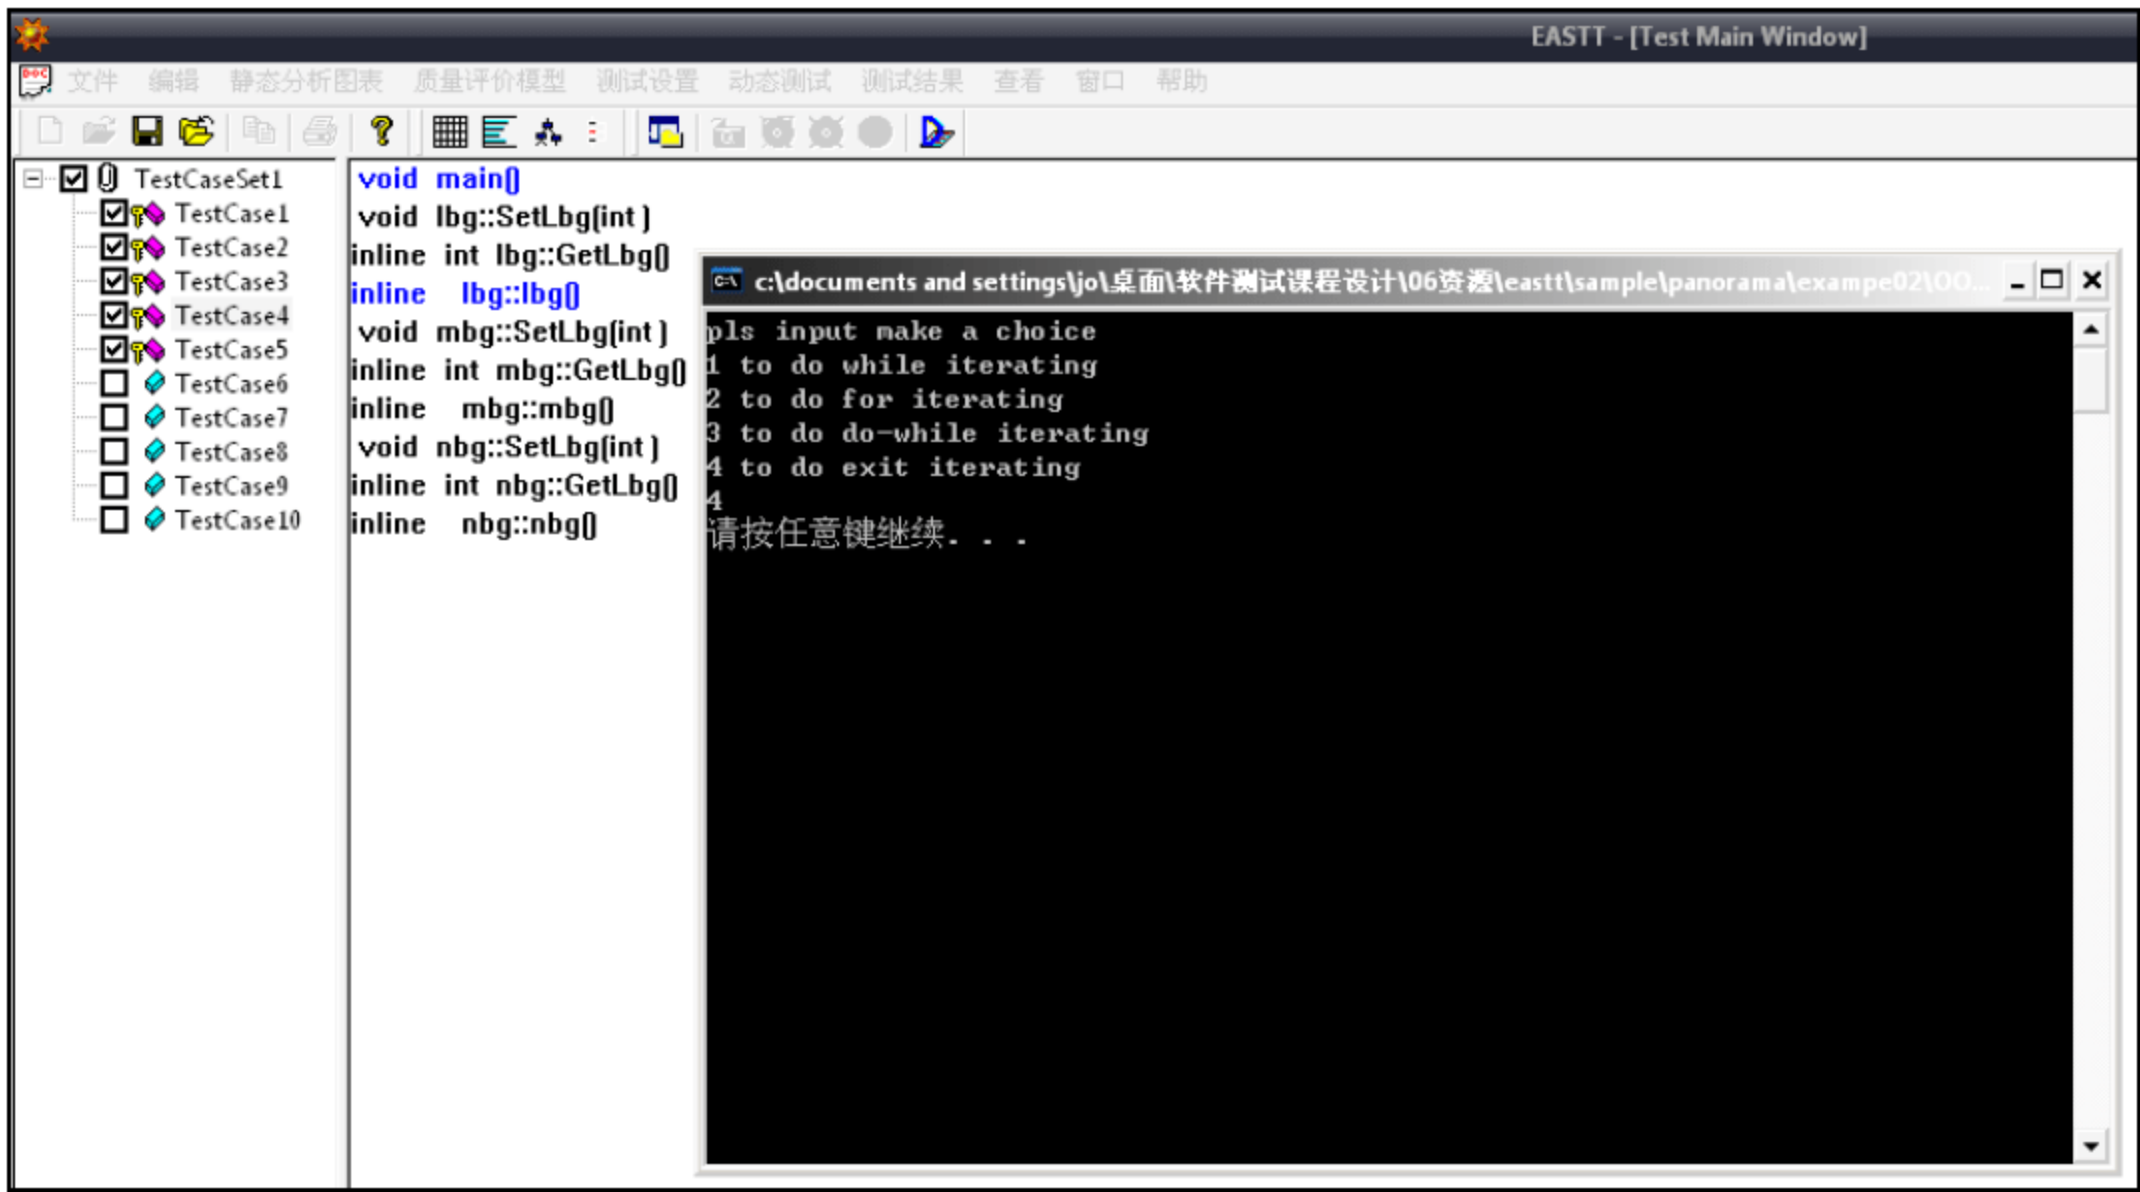 EASTT - [Test Main Window]
文件 编辑 静态分析图表 质量评价模型 测试设置 动态测试 测试结果 查看 窗口 帮助
TestCaseSet1
TestCase1
TestCase2
TestCase3
TestCase4
TestCase5
TestCase6
TestCase7
TestCase8
TestCase9
TestCase10
void main()
void lbg::SetLbg(int )
inline int lbg::GetLbg()
inline lbg::lbg()
void mbg::SetLbg(int )
inline int mbg::GetLbg()
inline mbg::mbg()
void nbg::SetLbg(int )
inline int nbg::GetLbg()
inline nbg::nbg()
c:\documents and settings\jo\桌面\软件测试课程设计\06资源\eastt\sample\panorama\exampe02\OO...
pls input make a choice
1 to do while iterating
2 to do for iterating
3 to do do-while iterating
4 to do exit iterating
4
请按任意键继续. . .